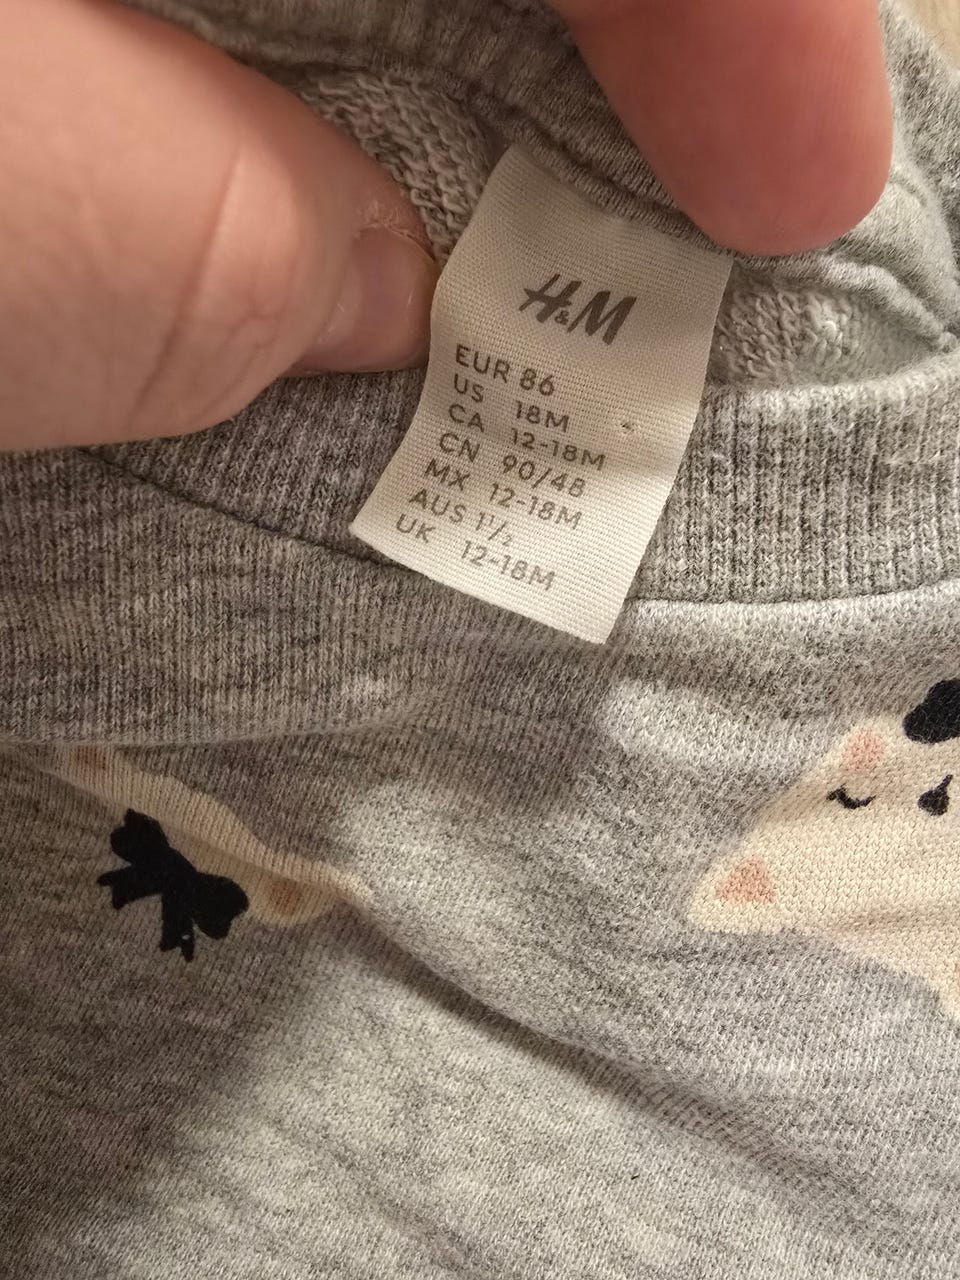 H&M
EUR 86
US 18M
CA 12-18M
CN 90/48
MX 12-18M
AUS 1½
UK 12-18M